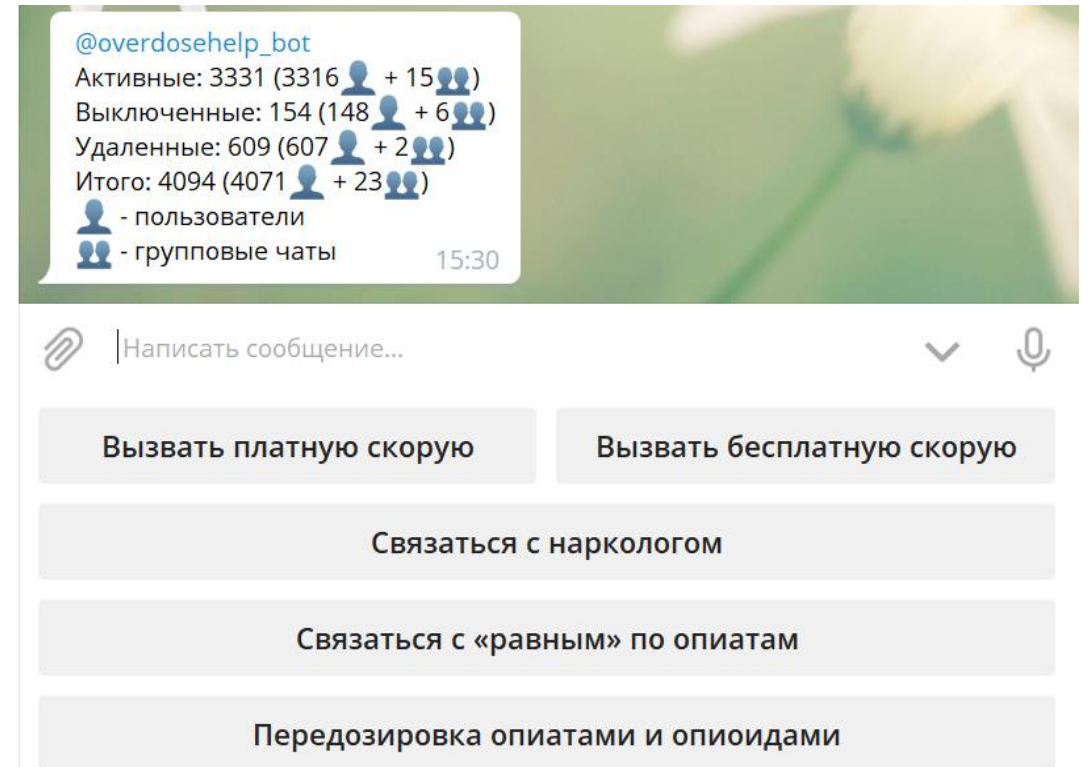 @overdosehelp_bot
Активные: 3331 (3316👤 + 15👥)
Выключенные: 154 (148👤 + 6👥)
Удаленные: 609 (607👤 + 2👥)
Итого: 4094 (4071👤 + 23👥)
👤 - пользователи
👥 - групповые чаты
15:30
Написать сообщение...
Вызвать платную скорую
Вызвать бесплатную скорую
Связаться с наркологом
Связаться с «равным» по опиатам
Передозировка опиатами и опиоидами